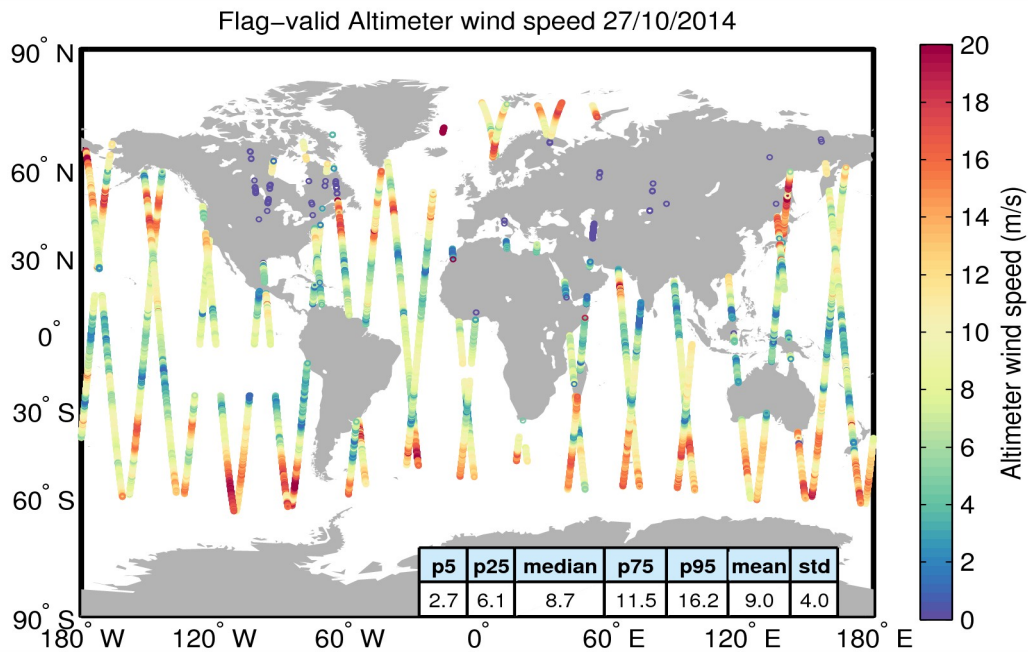 Flag−valid Altimeter wind speed 27/10/2014
90° N
60° N
30° N
0°
30° S
60° S
90° S
180° W
120° W
60° W
0°
60° E
120° E
180° E
p5 p25 median p75 p95 mean std
2.7 6.1 8.7 11.5 16.2 9.0 4.0
20
18
16
14
12
10
8
6
4
2
0
Altimeter wind speed (m/s)